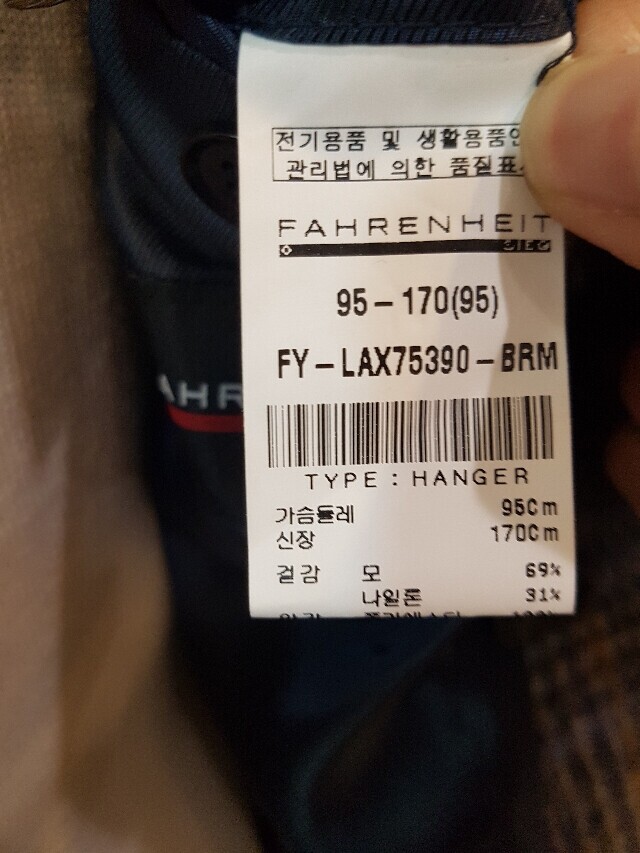 전기용품 및 생활용품안
관리법에 의한 품질표시
FAHRENHEIT
95-170(95)
FY-LAX75390-BRM
AHR
TYPE : HANGER
가슴둘레 95Cm
신장 170Cm
겉감 모 69%
나일론 31%